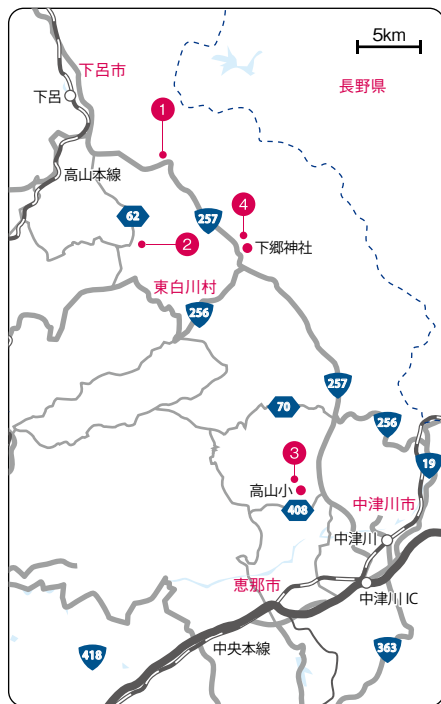 5km
下呂市
長野県
下呂
1
高山本線
62
257
4
2
下郷神社
東白川村
256
257
70
256
3
19
高山小
408
中津川市
中津川
恵那市
中津川 IC
中央本線
418
363